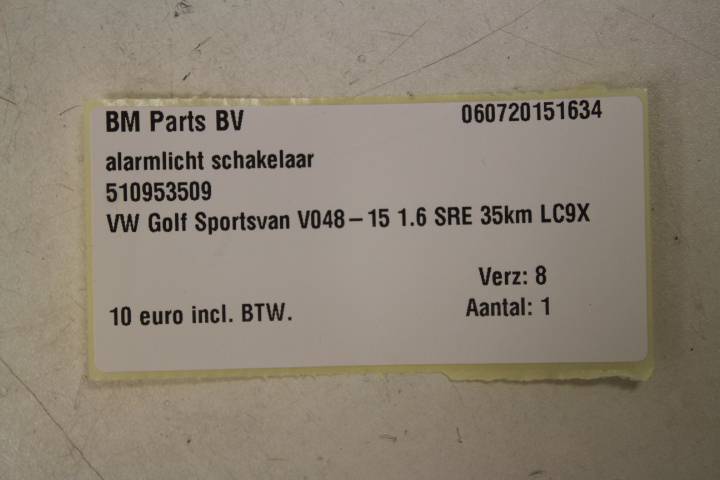 BM Parts BV 060720151634
alarmlicht schakelaar
510953509
VW Golf Sportsvan V048-15 1.6 SRE 35km LC9X
Verz: 8
10 euro incl. BTW. Aantal: 1